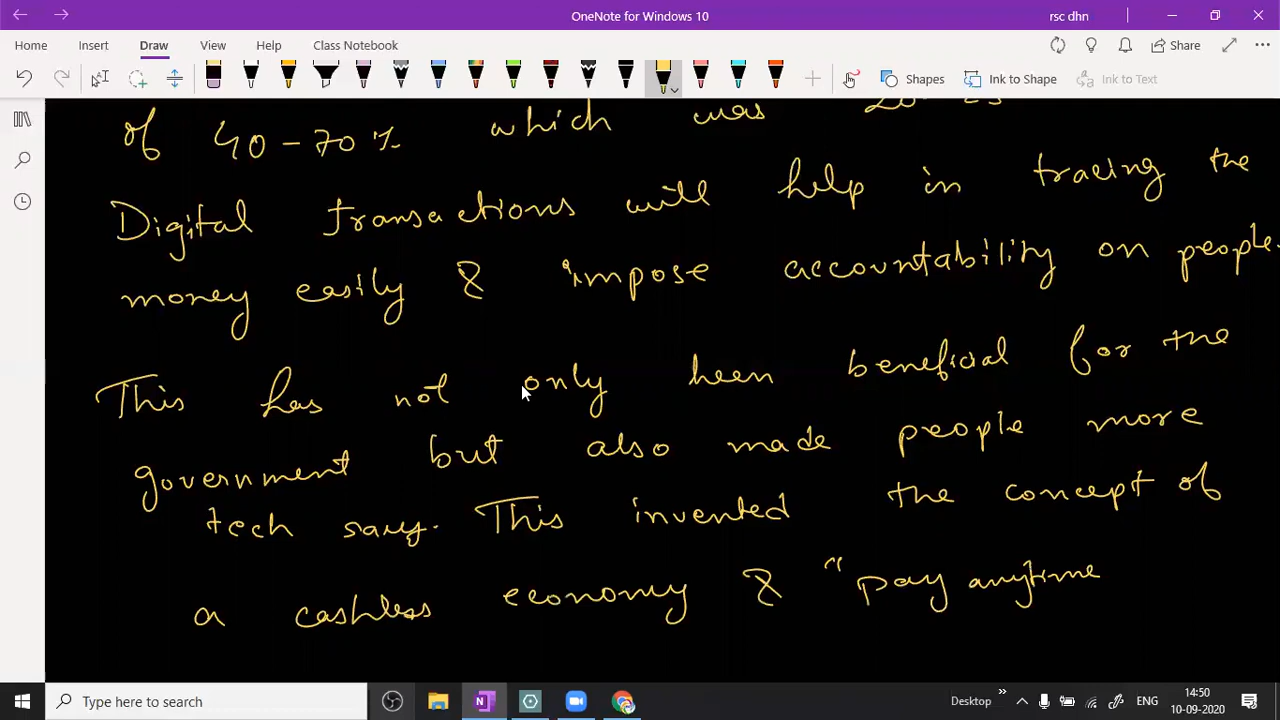 OneNote for Windows 10
rsc dhn
Home Insert Draw View Help Class Notebook
Share
Shapes Ink to Shape Ink to Text
of 40-70% which was
Digital transactions will help in tracing the
money easily & impose accountability on people
This has not only been beneficial for the
government but also made people more
tech savy. This invented the concept of
a cashless economy & "pay anytime
Type here to search
Desktop
ENG
14:50
10-09-2020